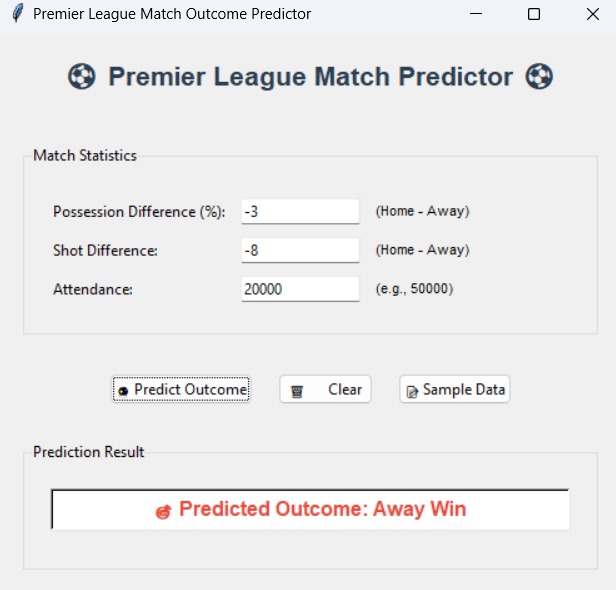 Premier League Match Outcome Predictor
Premier League Match Predictor
Match Statistics
Possession Difference (%): -3 (Home - Away)
Shot Difference: -8 (Home - Away)
Attendance: 20000 (e.g., 50000)
Predict Outcome Clear Sample Data
Prediction Result
Predicted Outcome: Away Win